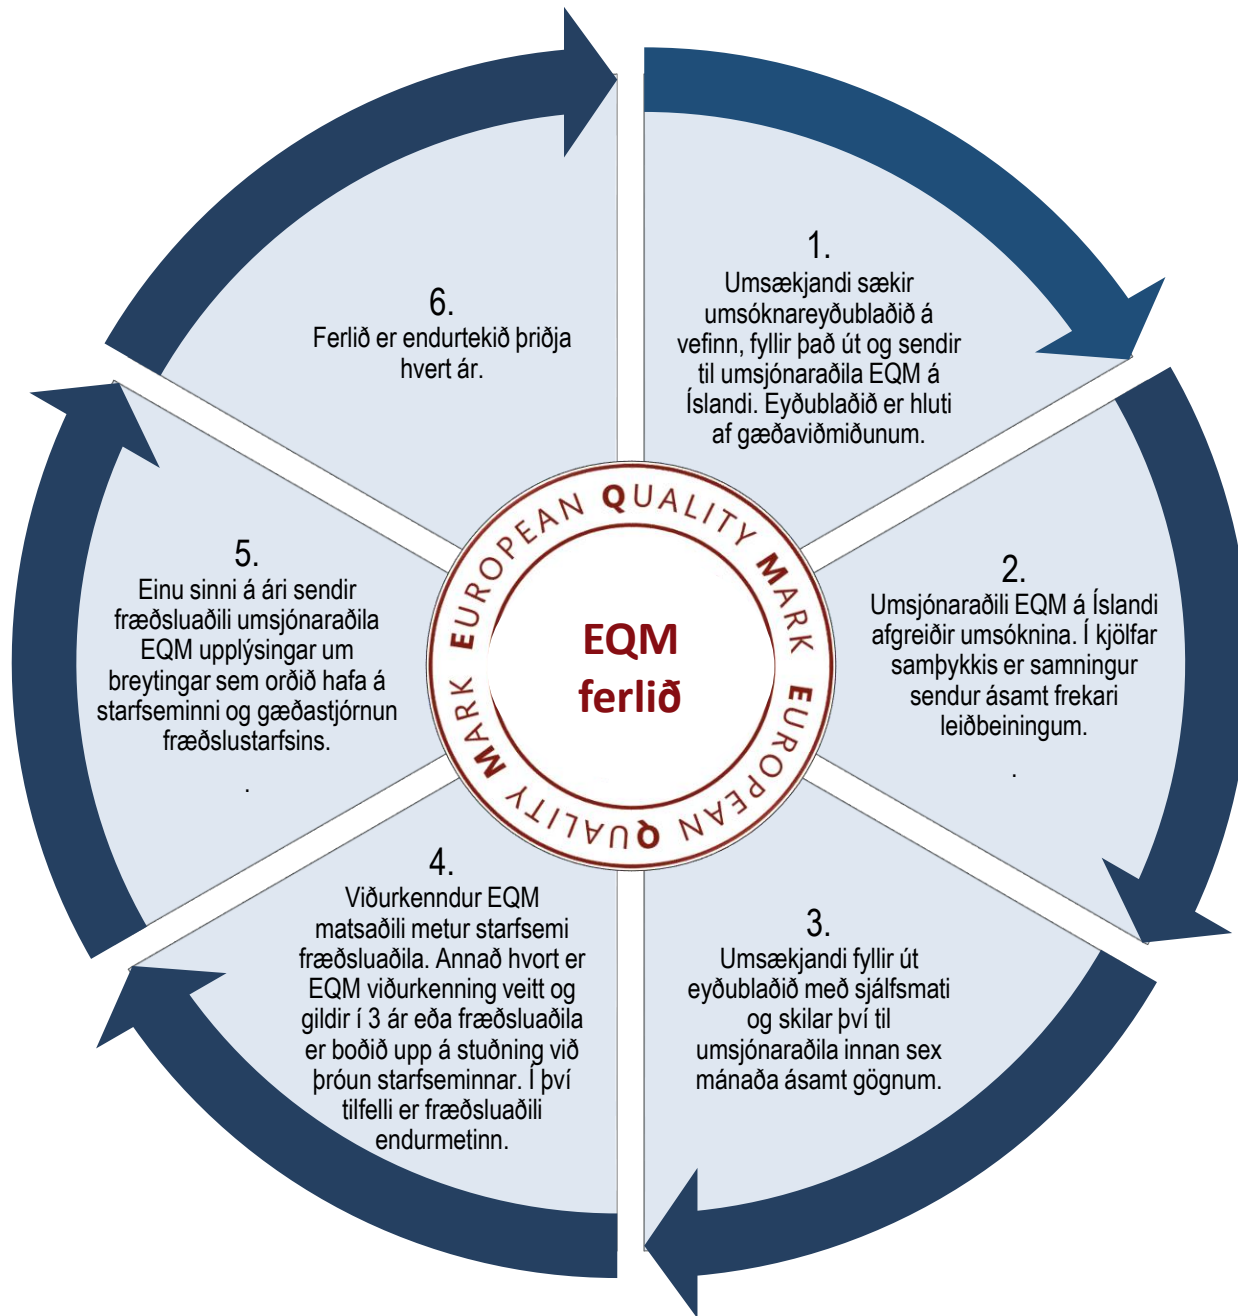 1.
Umsækjandi sækir
umsóknareyðublaðið á
vefinn, fyllir það út og sendir
til umsjónaraðila EQM á
Íslandi. Eyðublaðið er hluti
af gæðaviðmiðunum.
2.
Umsjónaraðili EQM á Íslandi
afgreiðir umsóknina. Í kjölfar
samþykkis er samningur
sendur ásamt frekari
leiðbeiningum.
.
3.
Umsækjandi fyllir út
eyðublaðið með sjálfsmati
og skilar því til
umsjónaraðila innan sex
mánaða ásamt gögnum.
4.
Viðurkenndur EQM
matsaðili metur starfsemi
fræðsluaðila. Annað hvort er
EQM viðurkenning veitt og
gildir í 3 ár eða fræðsluaðila
er boðið upp á stuðning við
þróun starfseminnar. Í því
tilfelli er fræðsluaðili
endurmetinn.
5.
Einu sinni á ári sendir
fræðsluaðili umsjónaraðila
EQM upplýsingar um
breytingar sem orðið hafa á
starfseminni og gæðastjórnun
fræðslustarfsins.
.
6.
Ferlið er endurtekið þriðja
hvert ár.
EUROPEAN QUALITY MARK
EUROPEAN QUALITY MARK
EQM
ferlið